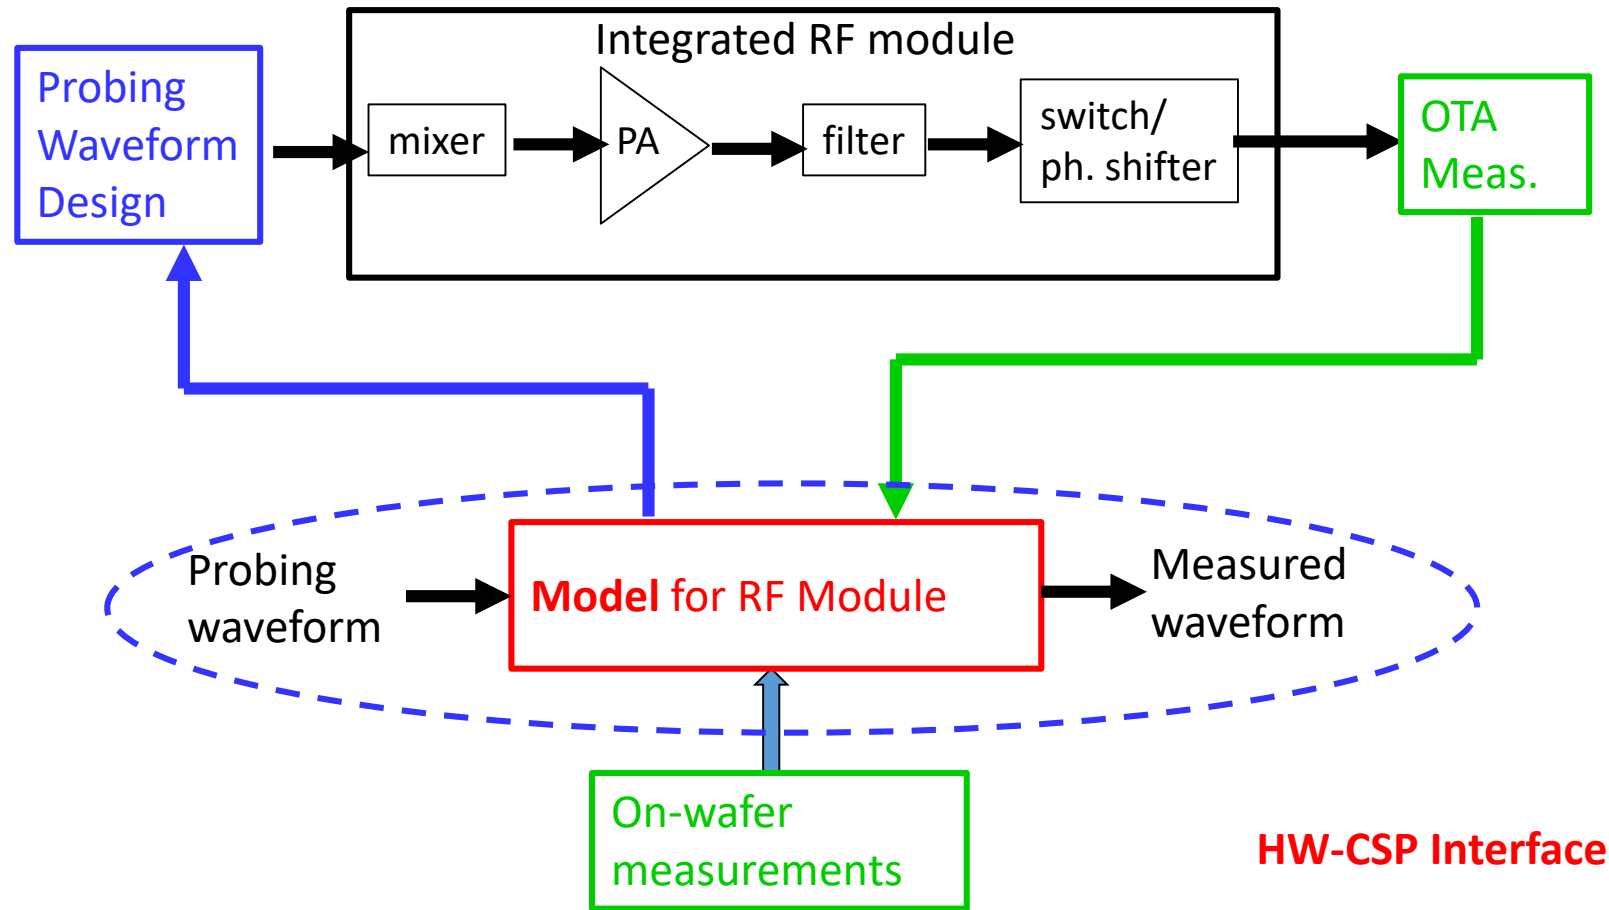 Integrated RF module
Probing
Waveform
Design
mixer
PA
filter
switch/
ph. shifter
OTA
Meas.
Probing
waveform
Model for RF Module
Measured
waveform
On-wafer
measurements
HW-CSP Interface